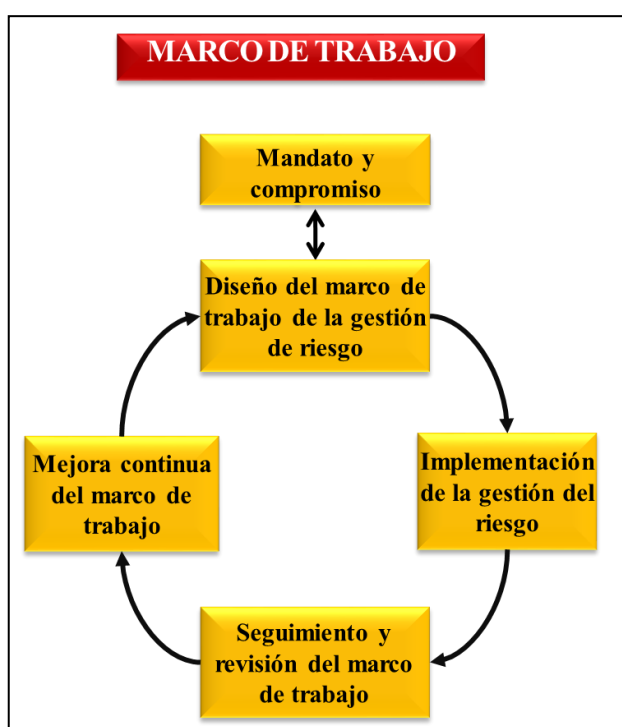 MARCO DE TRABAJO
Mandato y
compromiso
Diseño del marco de
trabajo de la gestión
de riesgo
Implementación
de la gestión del
riesgo
Seguimiento y
revisión del marco
de trabajo
Mejora continua
del marco de
trabajo